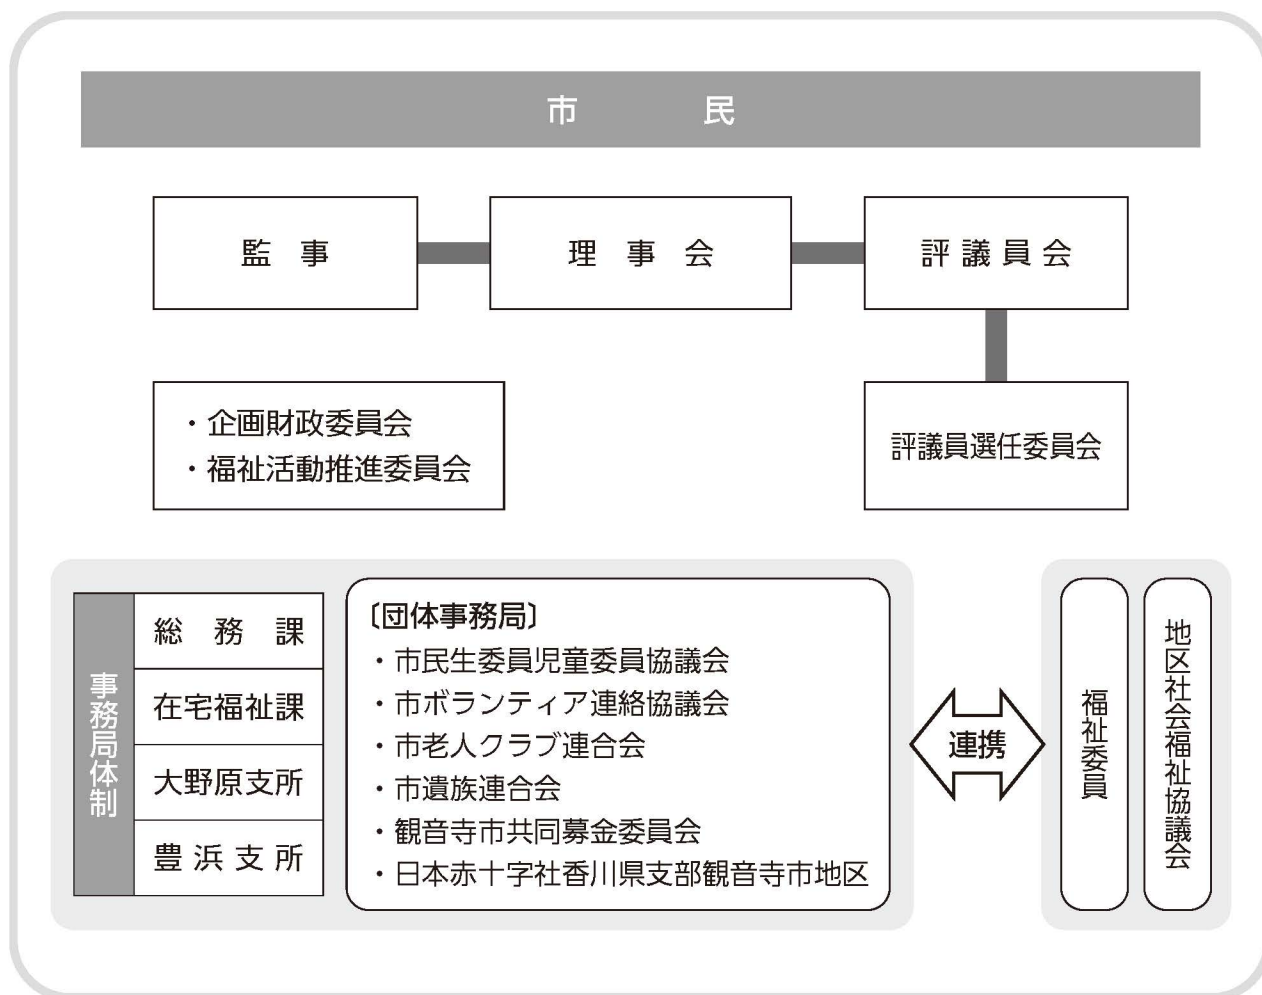 市民
監事
理事会
評議員会
・企画財政委員会
・福祉活動推進委員会
評議員選任委員会
事務局体制
総務課
在宅福祉課
大野原支所
豊浜支所
〔団体事務局〕
・市民生委員児童委員協議会
・市ボランティア連絡協議会
・市老人クラブ連合会
・市遺族連合会
・観音寺市共同募金委員会
・日本赤十字社香川県支部観音寺市地区
連携
福祉委員
地区社会福祉協議会